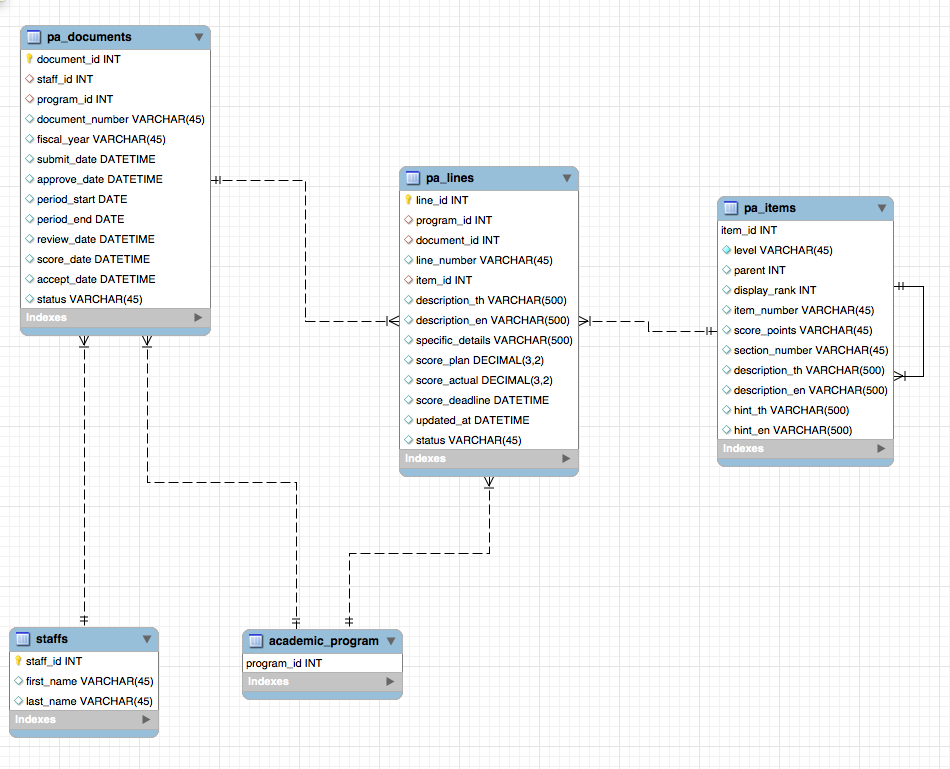 pa_documents
document_id INT
staff_id INT
program_id INT
document_number VARCHAR(45)
fiscal_year VARCHAR(45)
submit_date DATETIME
approve_date DATETIME
period_start DATE
period_end DATE
review_date DATETIME
score_date DATETIME
accept_date DATETIME
status VARCHAR(45)
Indexes
pa_lines
line_id INT
program_id INT
document_id INT
line_number VARCHAR(45)
item_id INT
description_th VARCHAR(500)
description_en VARCHAR(500)
specific_details VARCHAR(500)
score_plan DECIMAL(3,2)
score_actual DECIMAL(3,2)
score_deadline DATETIME
updated_at DATETIME
status VARCHAR(45)
Indexes
pa_items
item_id INT
level VARCHAR(45)
parent INT
display_rank INT
item_number VARCHAR(45)
score_points VARCHAR(45)
section_number VARCHAR(45)
description_th VARCHAR(500)
description_en VARCHAR(500)
hint_th VARCHAR(500)
hint_en VARCHAR(500)
Indexes
staffs
staff_id INT
first_name VARCHAR(45)
last_name VARCHAR(45)
Indexes
academic_program
program_id INT
Indexes